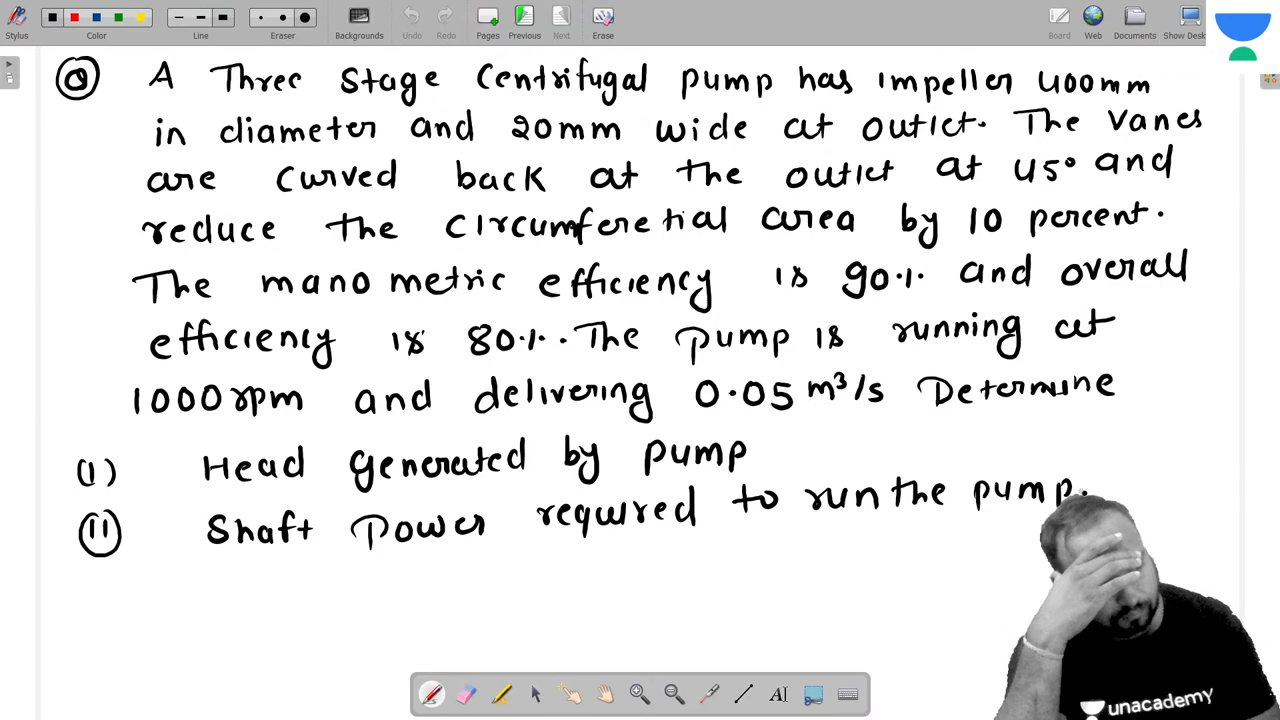 Stylus Color Line Eraser Backgrounds Undo Redo Pages Previous Next Erase Board Web Documents Show Desk
Q A Three Stage Centrifugal pump has impeller 400mm
in diameter and 20mm wide at outlet. The vanes
are curved back at the outlet at 45° and
reduce the circumferetial area by 10 percent.
The manometric efficiency is 90%. and overall
efficiency is 80%. The pump is running at
1000rpm and delivering 0.05 m³/s Determine
(I) Head generated by pump
(II) Shaft Power required to run the pump.
unacademy